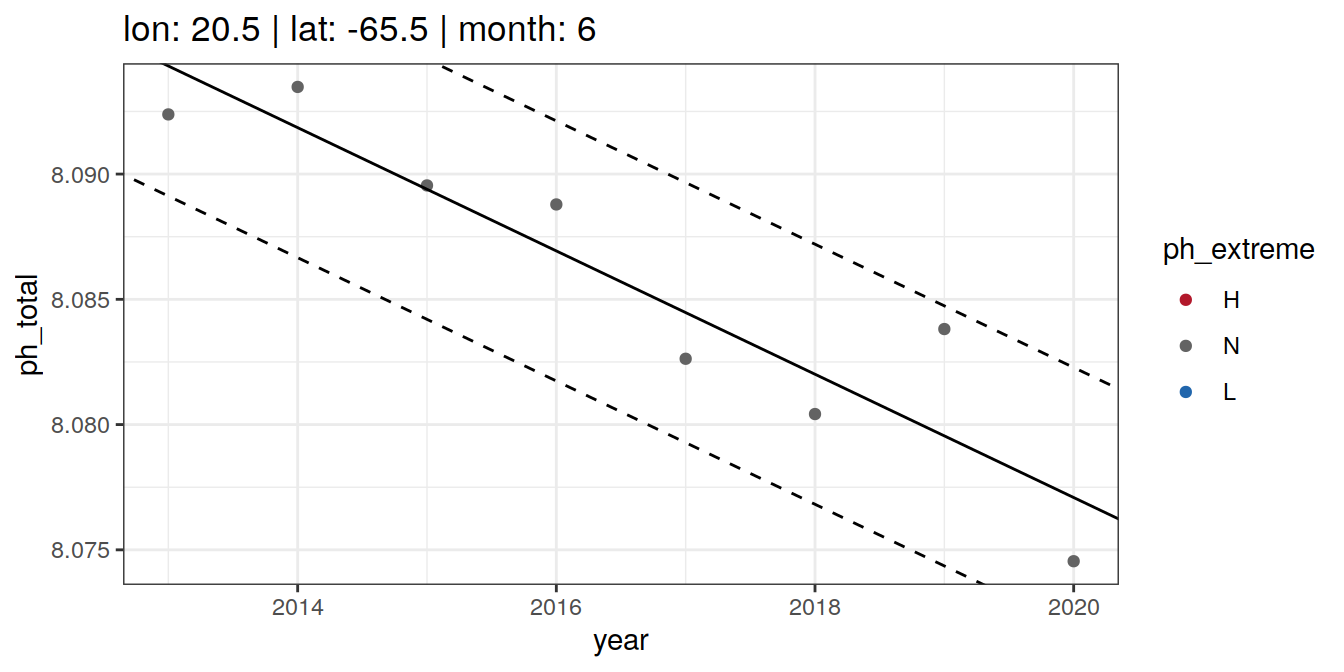 lon: 20.5 | lat: -65.5 | month: 6
ph_total
8.090
8.085
8.080
8.075
2014
2016
2018
2020
year
ph_extreme
H
N
L